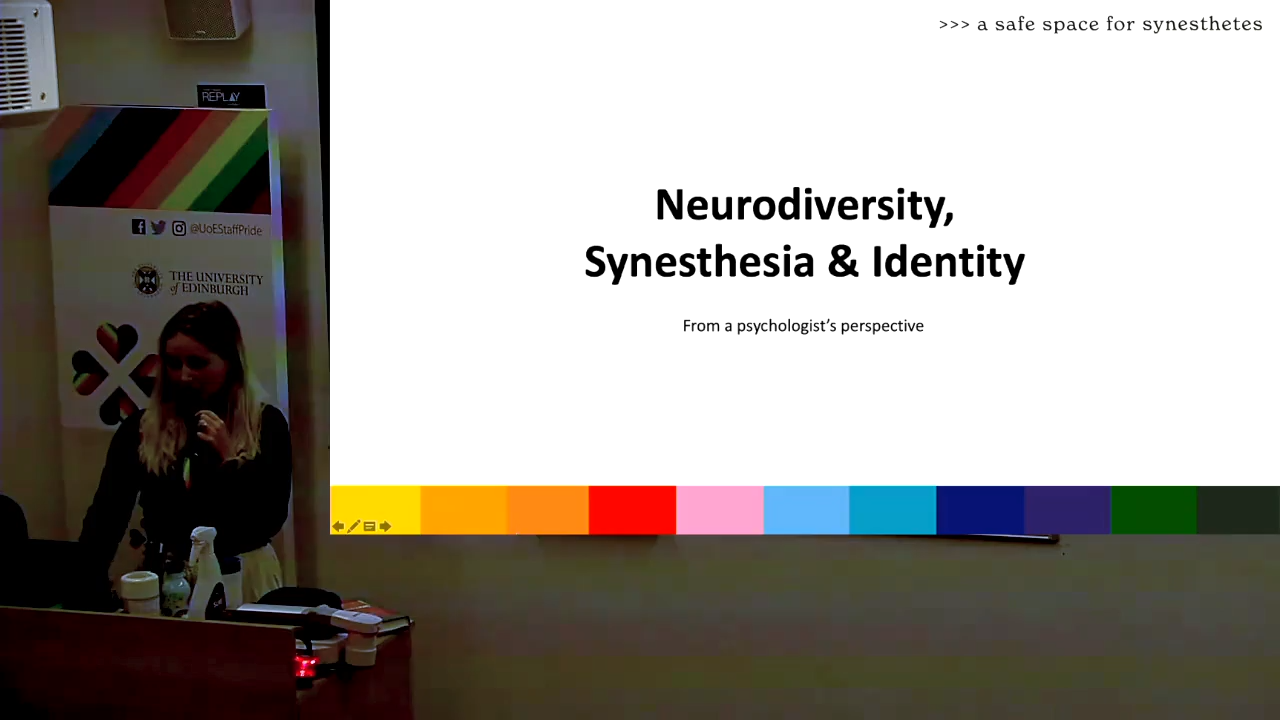 >>> a safe space for synesthetes
REPLAY
@UoEStaffPride
THE UNIVERSITY
of EDINBURGH
Neurodiversity,
Synesthesia & Identity
From a psychologist’s perspective